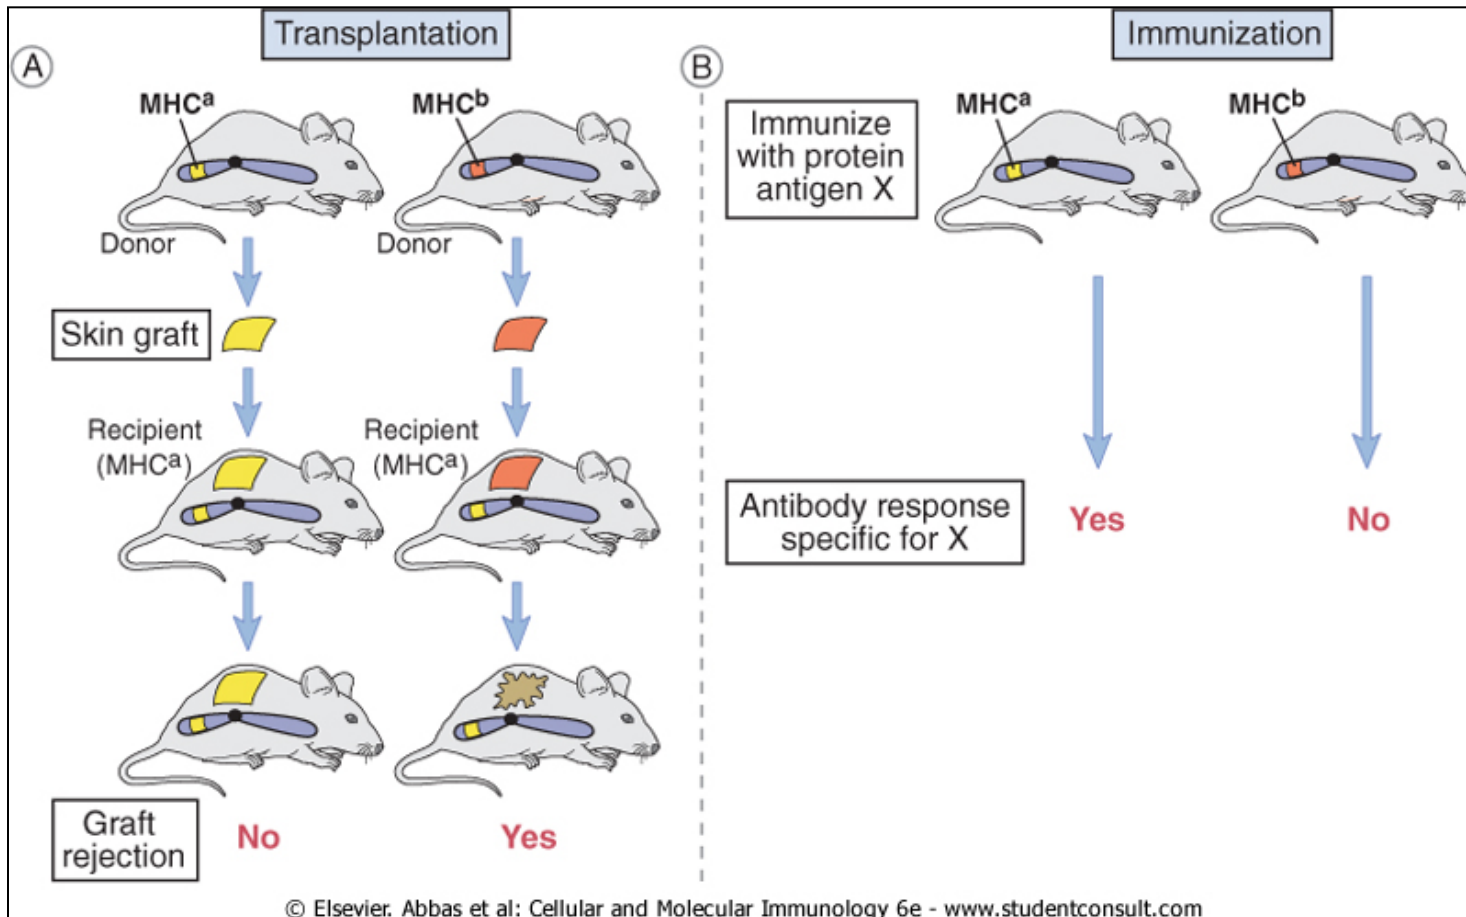 Transplantation
A
MHCa
MHCb
Donor
Donor
Skin graft
Recipient
(MHCa)
Recipient
(MHCa)
Graft
rejection
No
Yes
Immunization
B
Immunize
with protein
antigen X
MHCa
MHCb
Antibody response
specific for X
Yes
No
© Elsevier. Abbas et al: Cellular and Molecular Immunology 6e - www.studentconsult.com